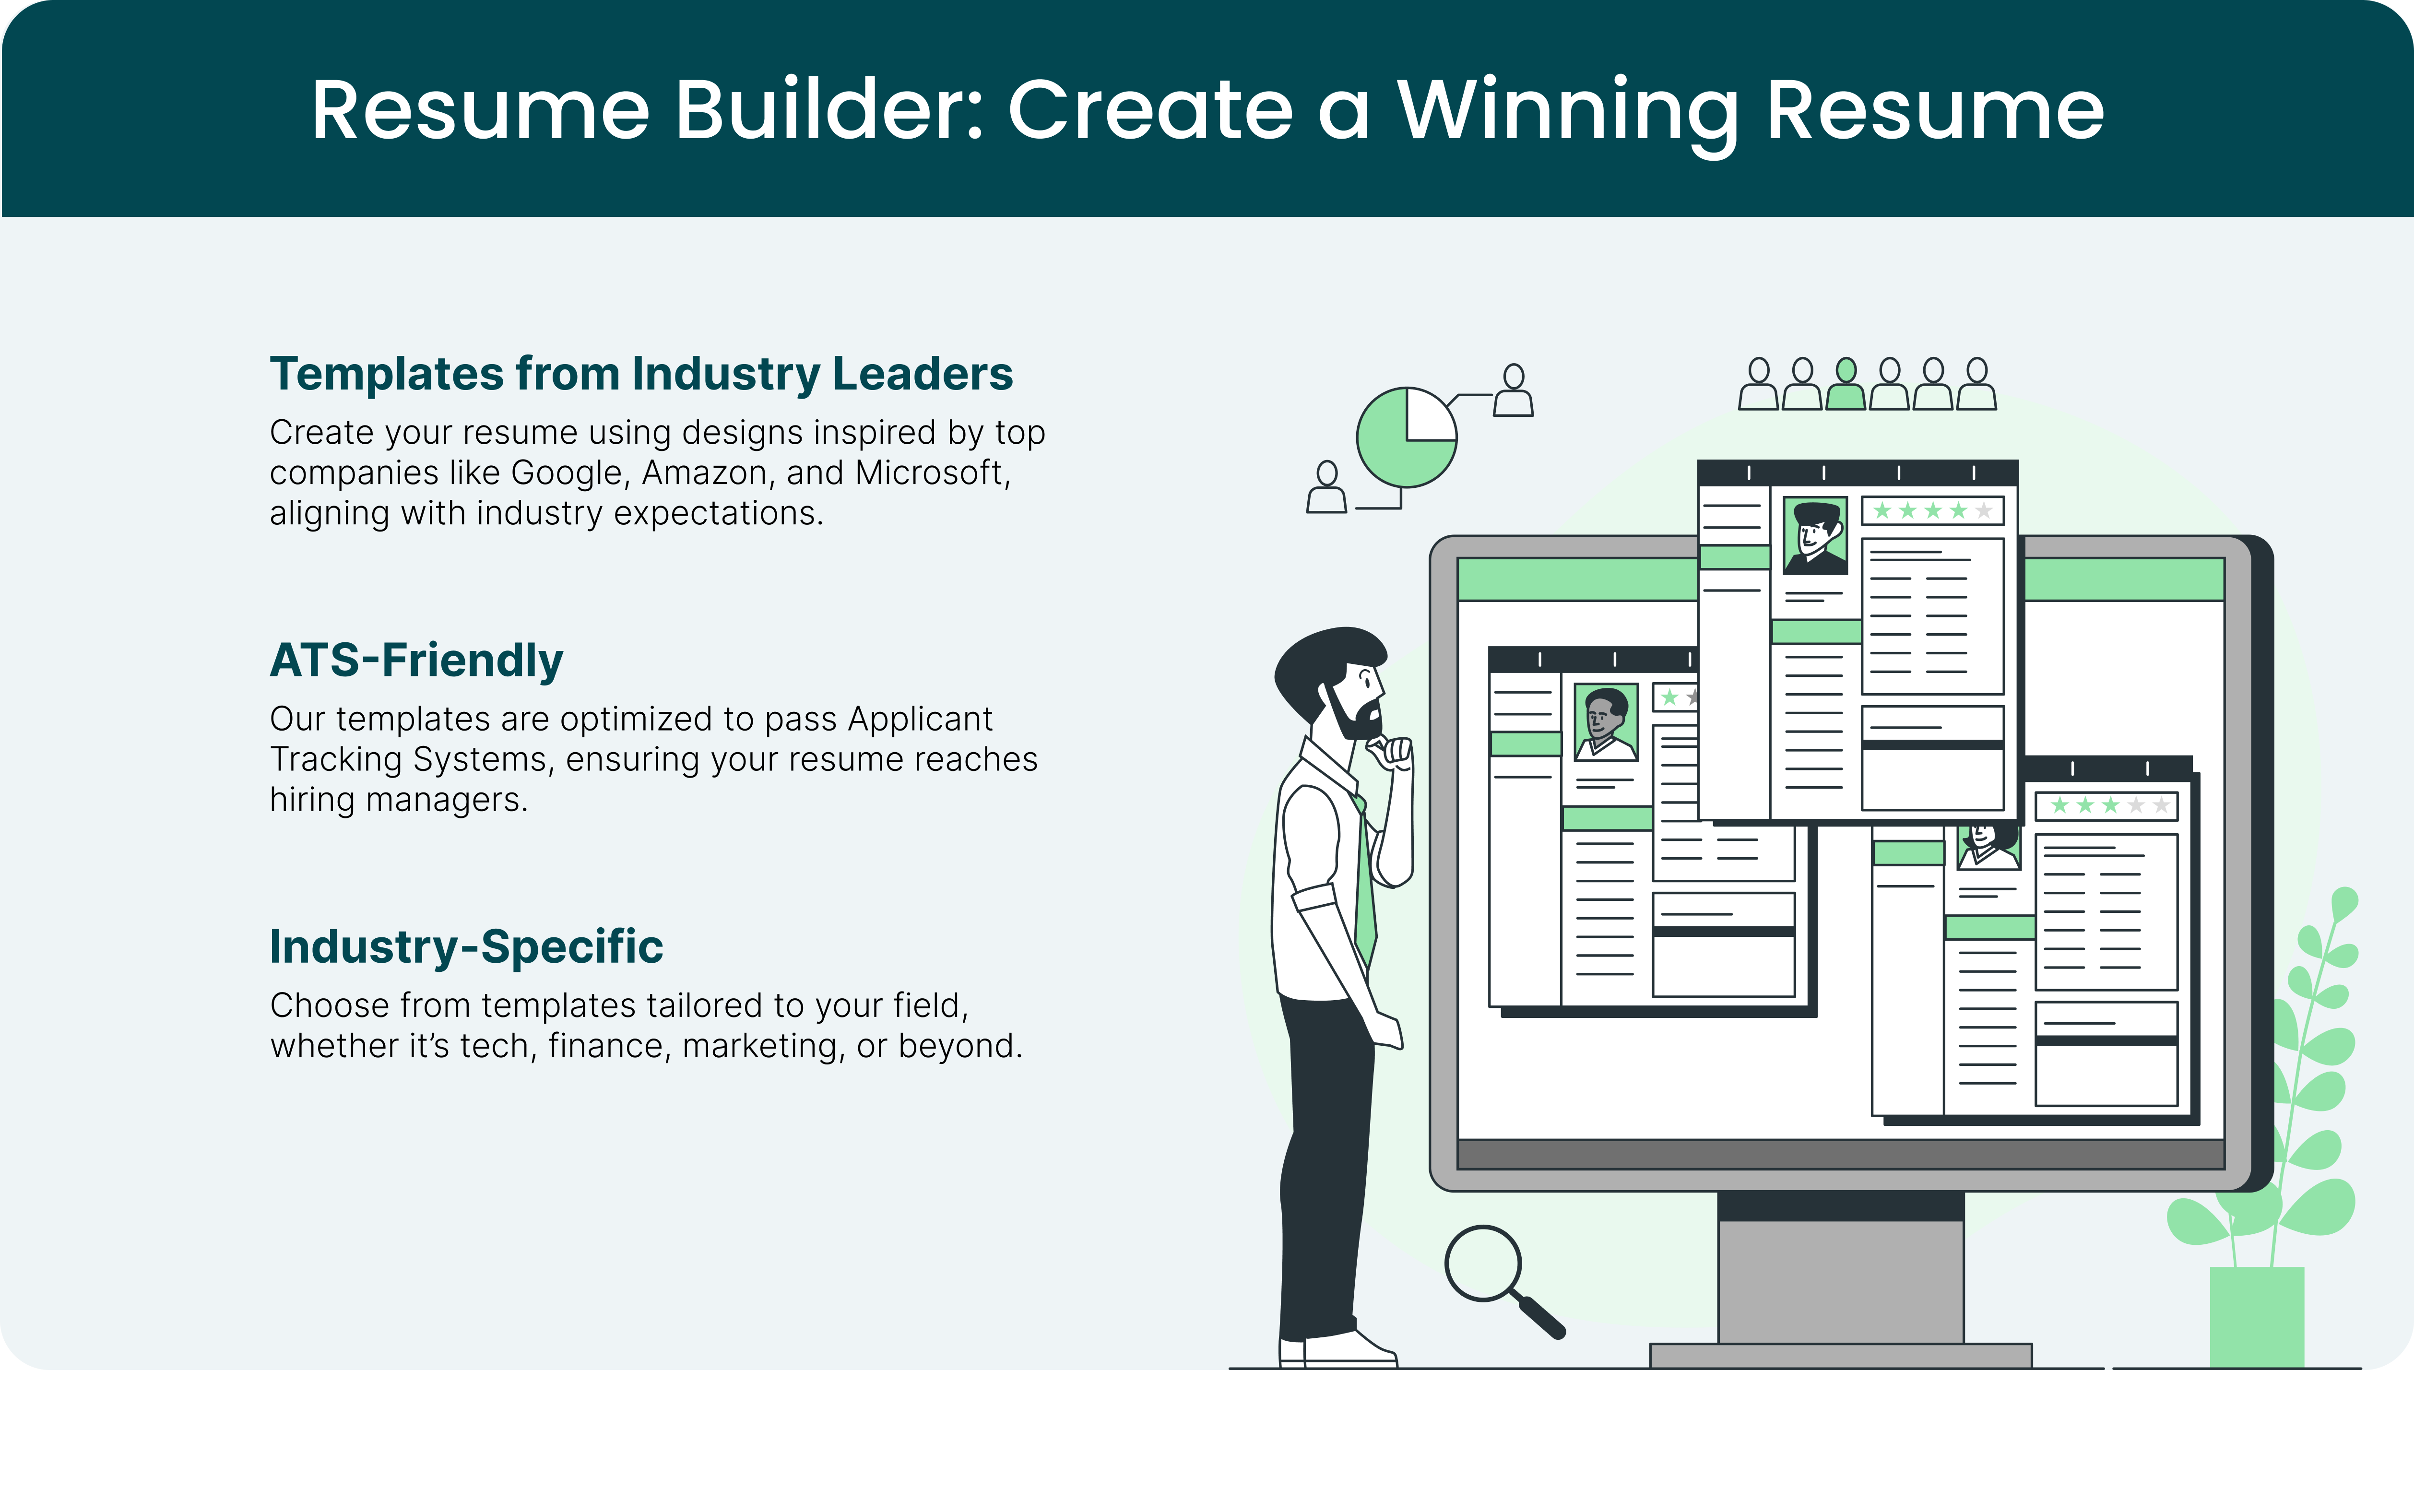 Resume Builder: Create a Winning Resume
Templates from Industry Leaders
Create your resume using designs inspired by top
companies like Google, Amazon, and Microsoft,
aligning with industry expectations.
ATS-Friendly
Our templates are optimized to pass Applicant
Tracking Systems, ensuring your resume reaches
hiring managers.
Industry-Specific
Choose from templates tailored to your field,
whether it’s tech, finance, marketing, or beyond.